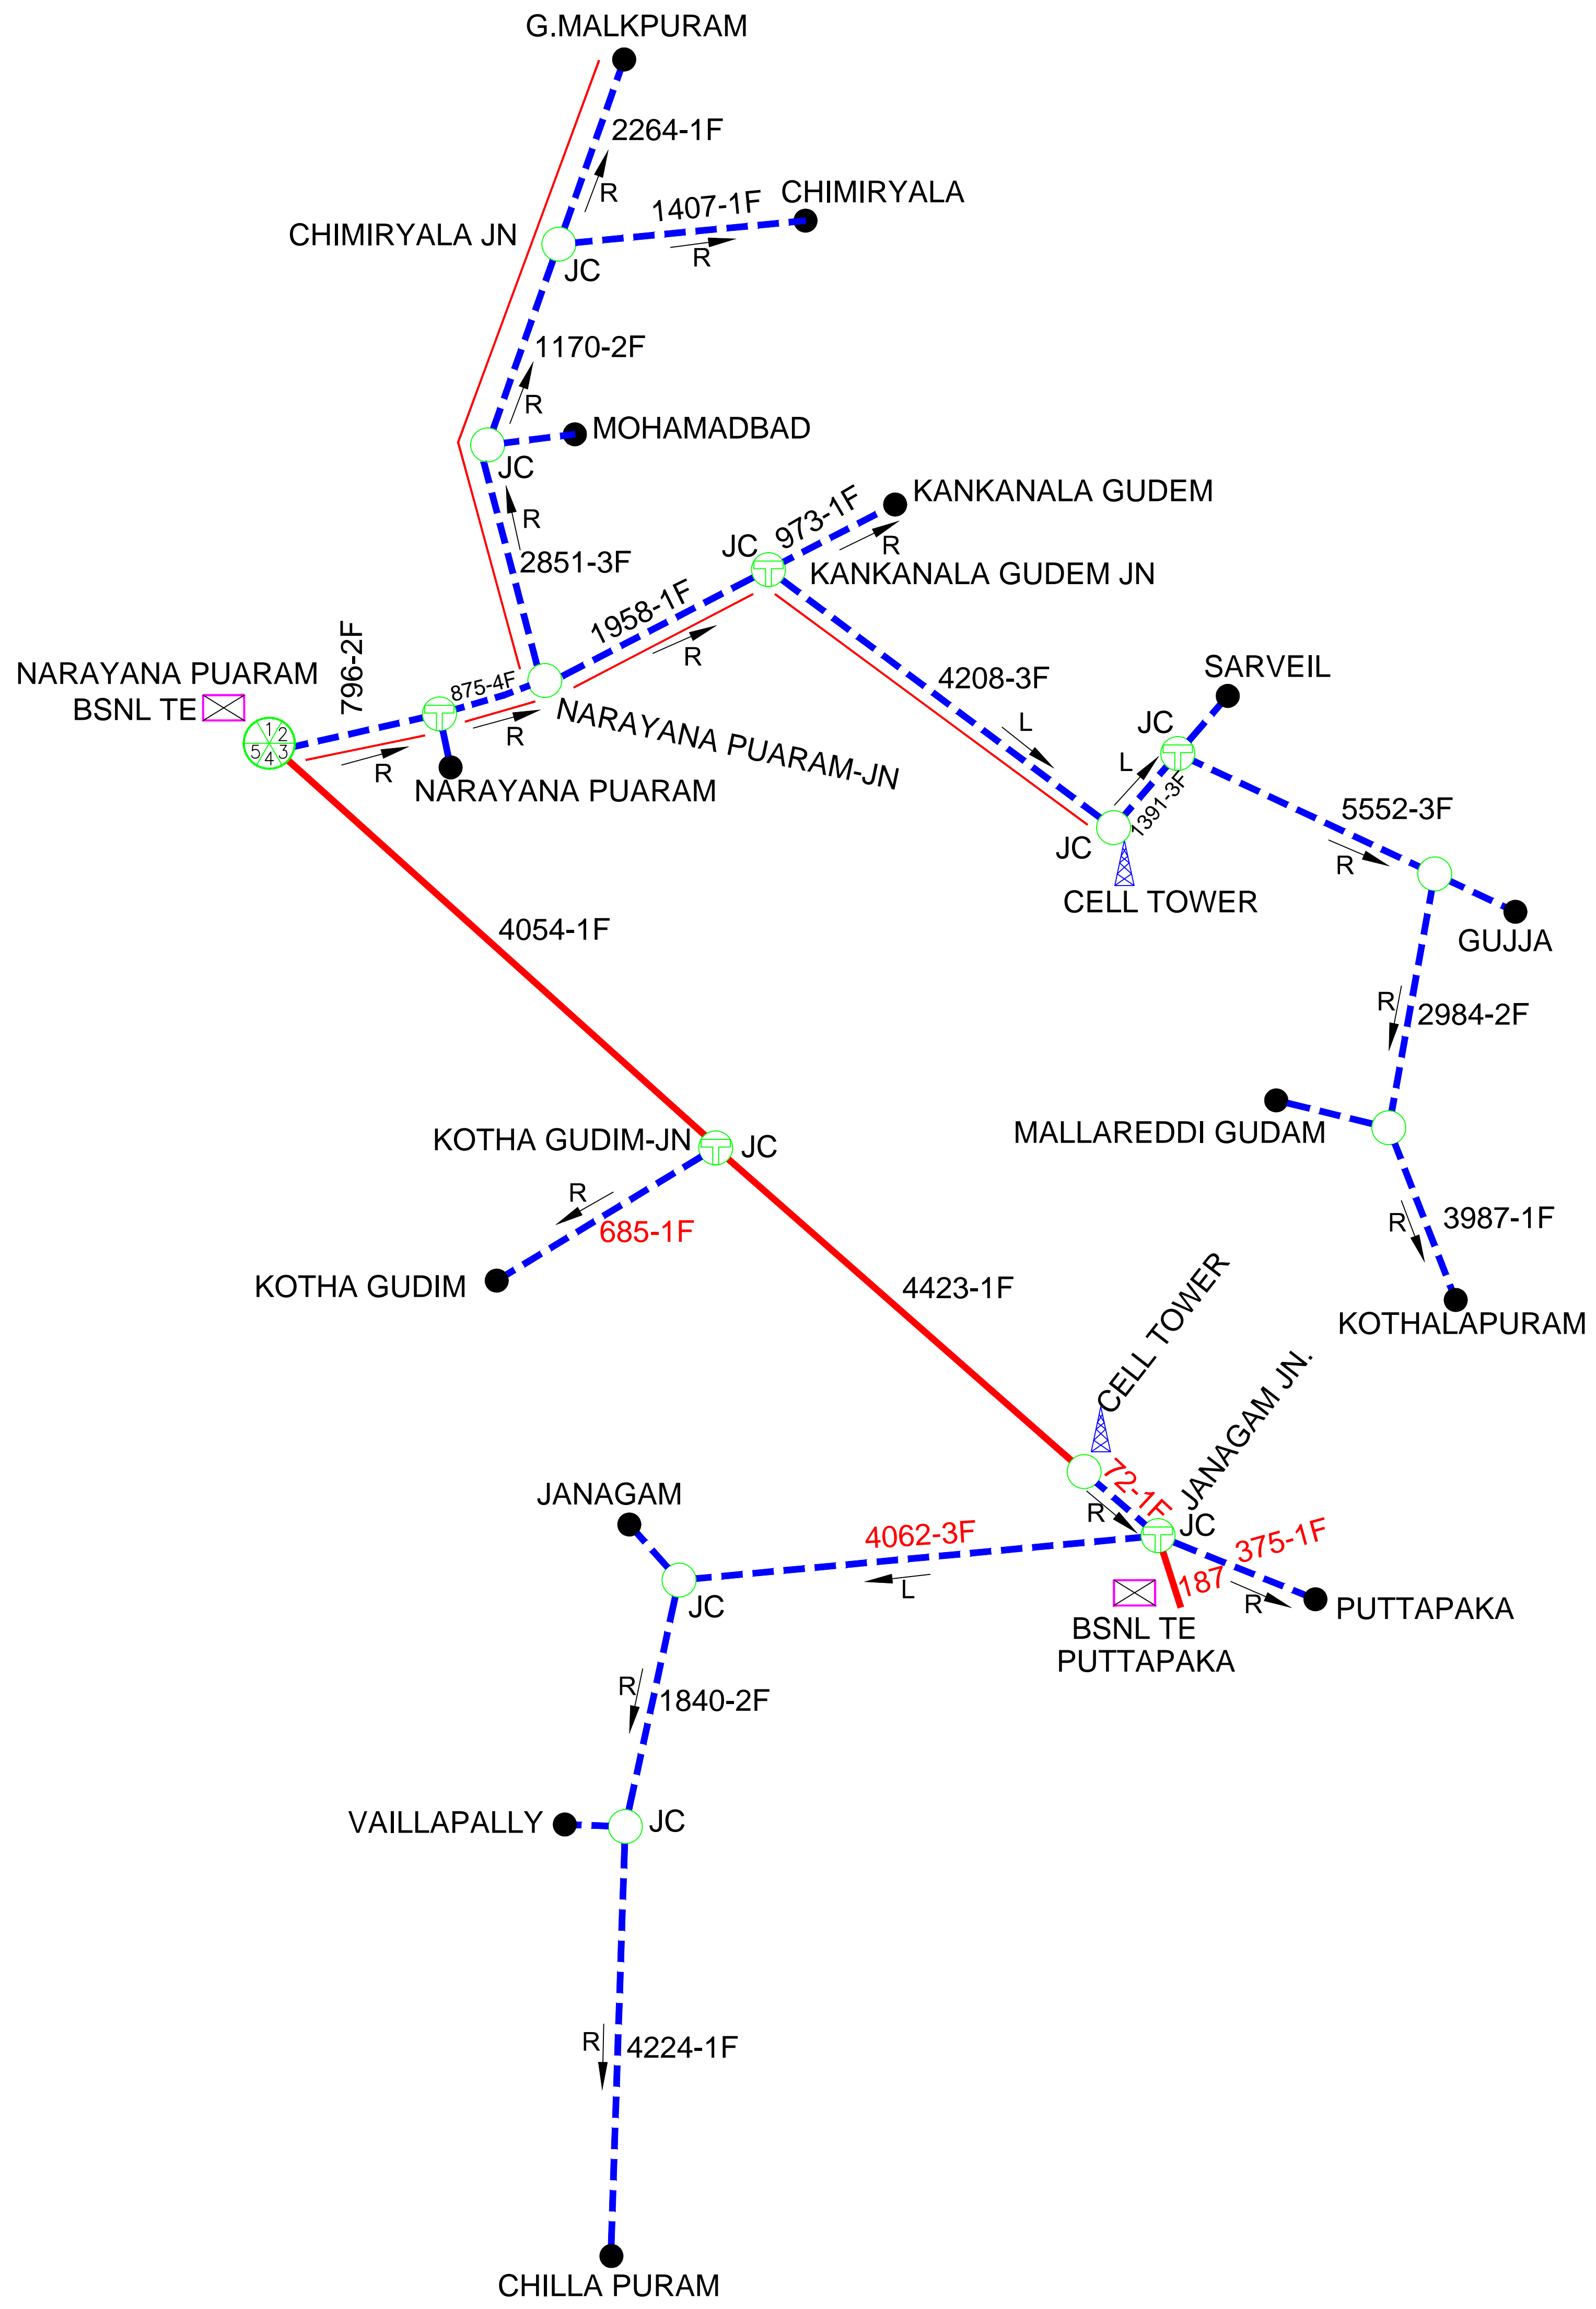 G.MALKPURAM
2264-1F
R
1407-1F
CHIMIRYALA
CHIMIRYALA JN
JC
R
1170-2F
R
MOHAMADBAD
JC
R
2851-3F
KANKANALA GUDEM
973-1F
R
JC
KANKANALA GUDEM JN
1958-1F
R
796-2F
NARAYANA PUARAM
BSNL TE
875-4F
R
R
NARAYANA PUARAM-JN
NARAYANA PUARAM
1
2
3
4
5
4208-3F
L
SARVEIL
JC
L
1391-3F
JC
CELL TOWER
5552-3F
R
GUJJA
4054-1F
R
2984-2F
MALLAREDDI GUDAM
R
3987-1F
KOTHALAPURAM
KOTHA GUDIM-JN
JC
R
685-1F
KOTHA GUDIM
4423-1F
CELL TOWER
JANAGAM JN.
72-1F
R
JC
375-1F
187
R
PUTTAPAKA
BSNL TE
PUTTAPAKA
4062-3F
L
JANAGAM
JC
R
1840-2F
VAILLAPALLY
JC
R
4224-1F
CHILLA PURAM